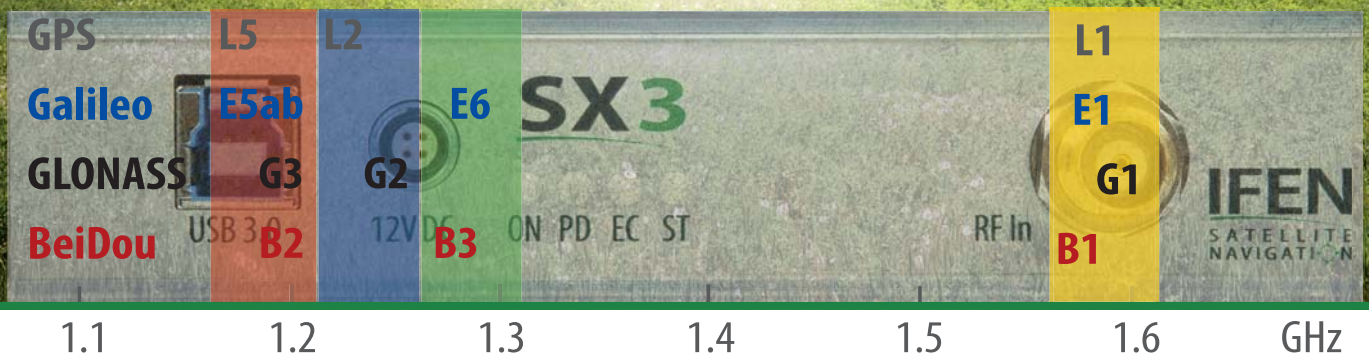 GPS L5 L2 L1
Galileo E5ab E6 SX3 E1
GLONASS G3 G2 G1
IFEN
SATELLITE
NAVIGATION
USB 3.0 12V DC ON PD EC ST RF In
BeiDou B2 B3 B1
1.1 1.2 1.3 1.4 1.5 1.6 GHz